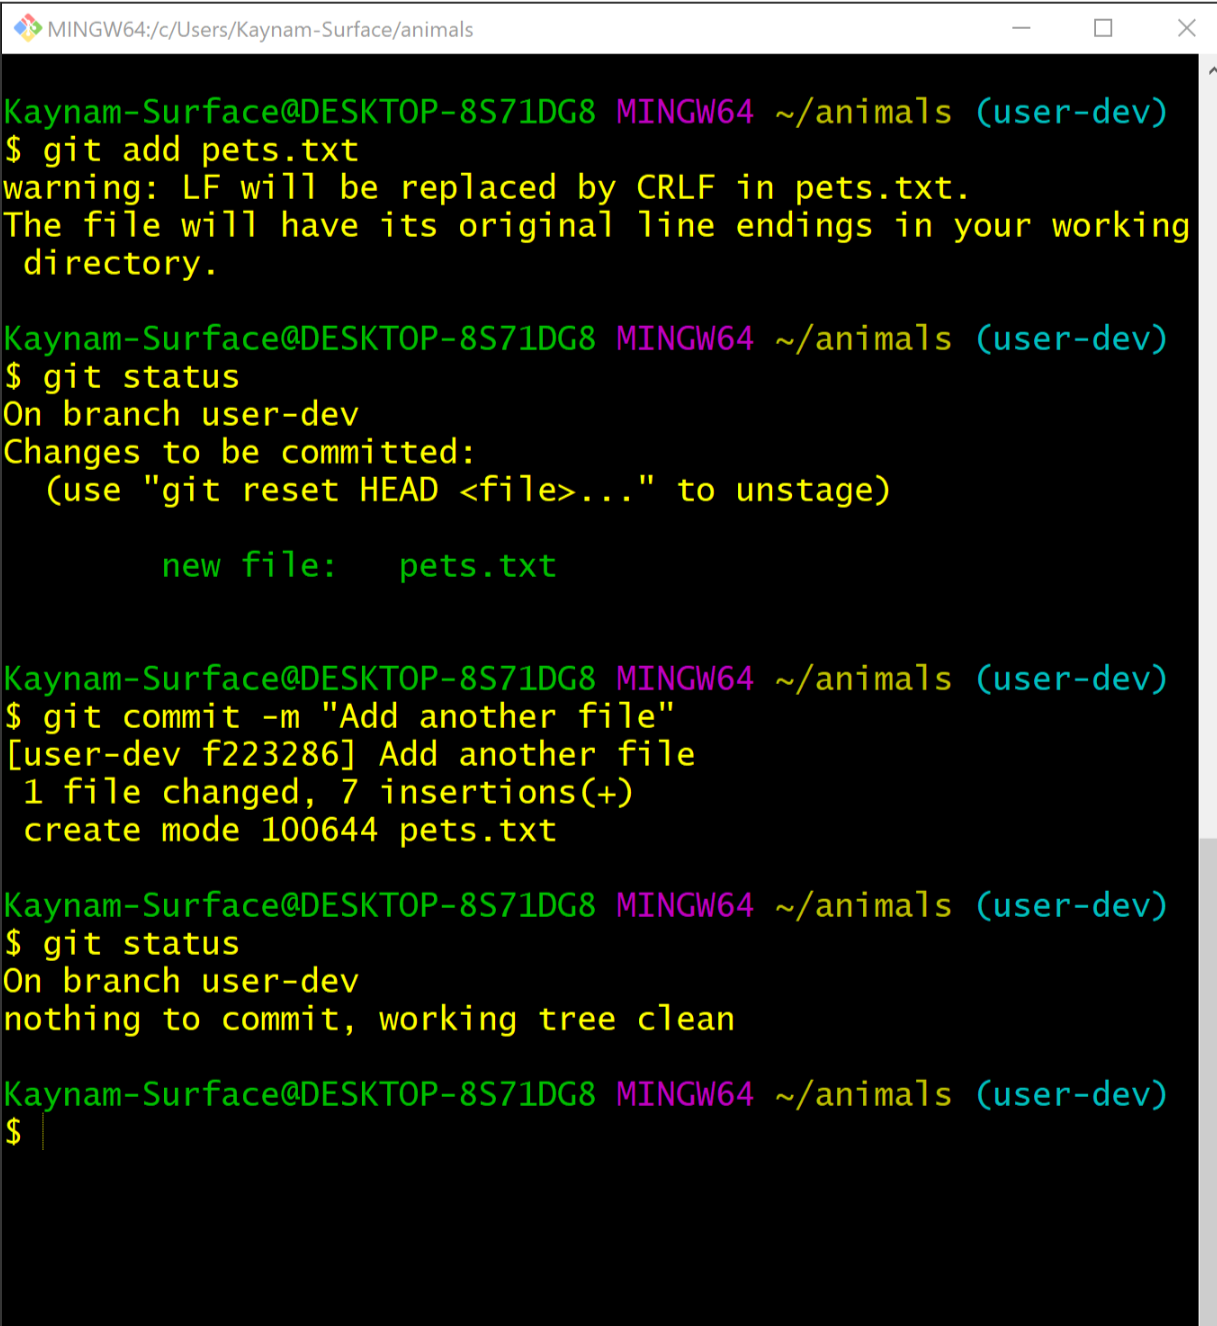 MINGW64:/c/Users/Kaynam-Surface/animals
Kaynam-Surface@DESKTOP-8S71DG8 MINGW64 ~/animals (user-dev)
$ git add pets.txt
warning: LF will be replaced by CRLF in pets.txt.
The file will have its original line endings in your working
 directory.
Kaynam-Surface@DESKTOP-8S71DG8 MINGW64 ~/animals (user-dev)
$ git status
On branch user-dev
Changes to be committed:
  (use "git reset HEAD <file>..." to unstage)
        new file:   pets.txt
Kaynam-Surface@DESKTOP-8S71DG8 MINGW64 ~/animals (user-dev)
$ git commit -m "Add another file"
[user-dev f223286] Add another file
 1 file changed, 7 insertions(+)
 create mode 100644 pets.txt
Kaynam-Surface@DESKTOP-8S71DG8 MINGW64 ~/animals (user-dev)
$ git status
On branch user-dev
nothing to commit, working tree clean
Kaynam-Surface@DESKTOP-8S71DG8 MINGW64 ~/animals (user-dev)
$